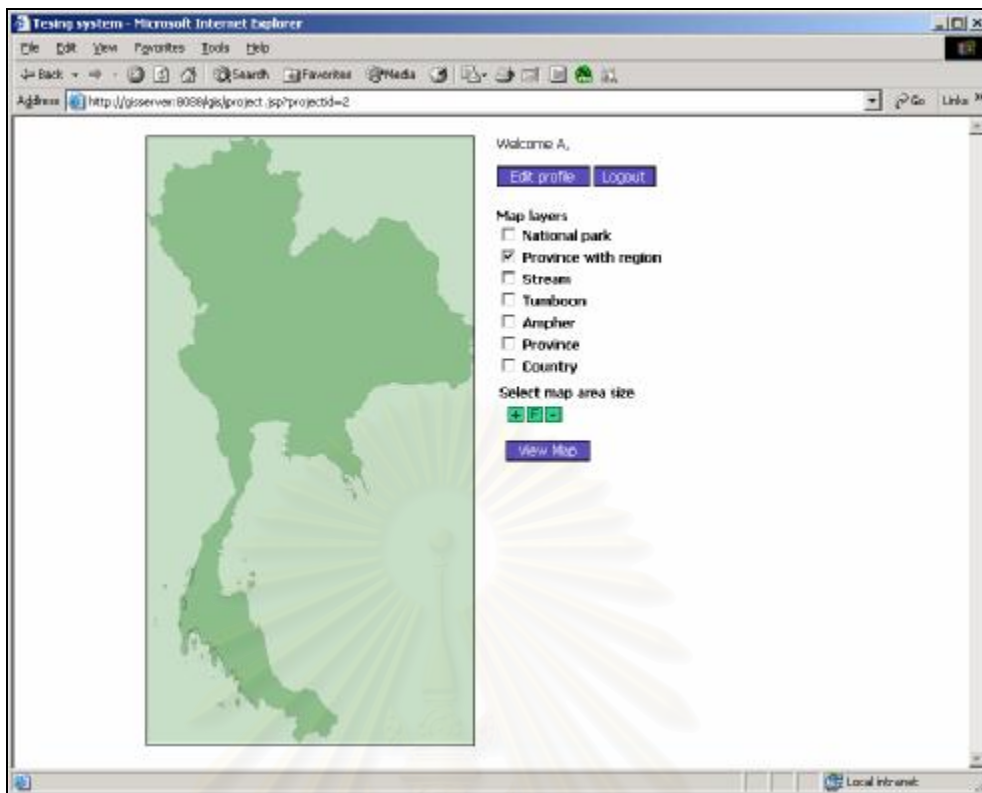 Tesing system - Microsoft Internet Explorer
File Edit View Favorites Tools Help
Back Search Favorites Media
Address http://gisserver:8088/gis/project.jsp?projectid=2 Go Links
Welcome A,
Edit profile Logout
Map layers
National park
Province with region
Stream
Tumboon
Ampher
Province
Country
Select map area size
+ F -
View Map
Local intranet